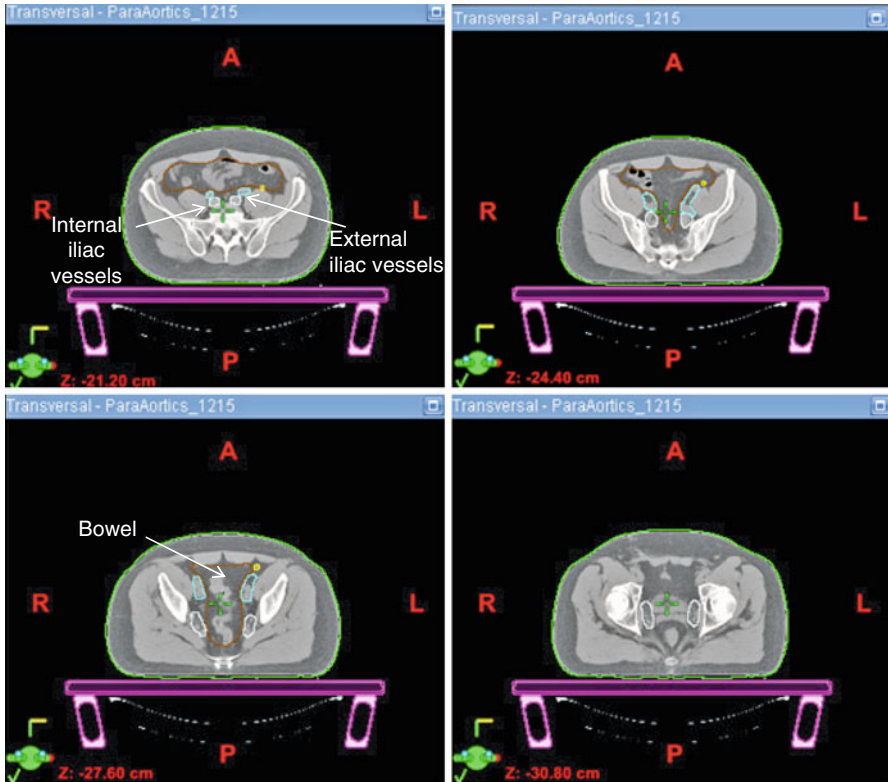 Transversal - ParaAortics_1215
A
R
L
Internal
iliac
vessels
External
iliac vessels
P
Z: -21.20 cm
Transversal - ParaAortics_1215
A
R
L
P
Z: -24.40 cm
Transversal - ParaAortics_1215
A
Bowel
R
L
P
Z: -27.60 cm
Transversal - ParaAortics_1215
A
R
L
P
Z: -30.80 cm